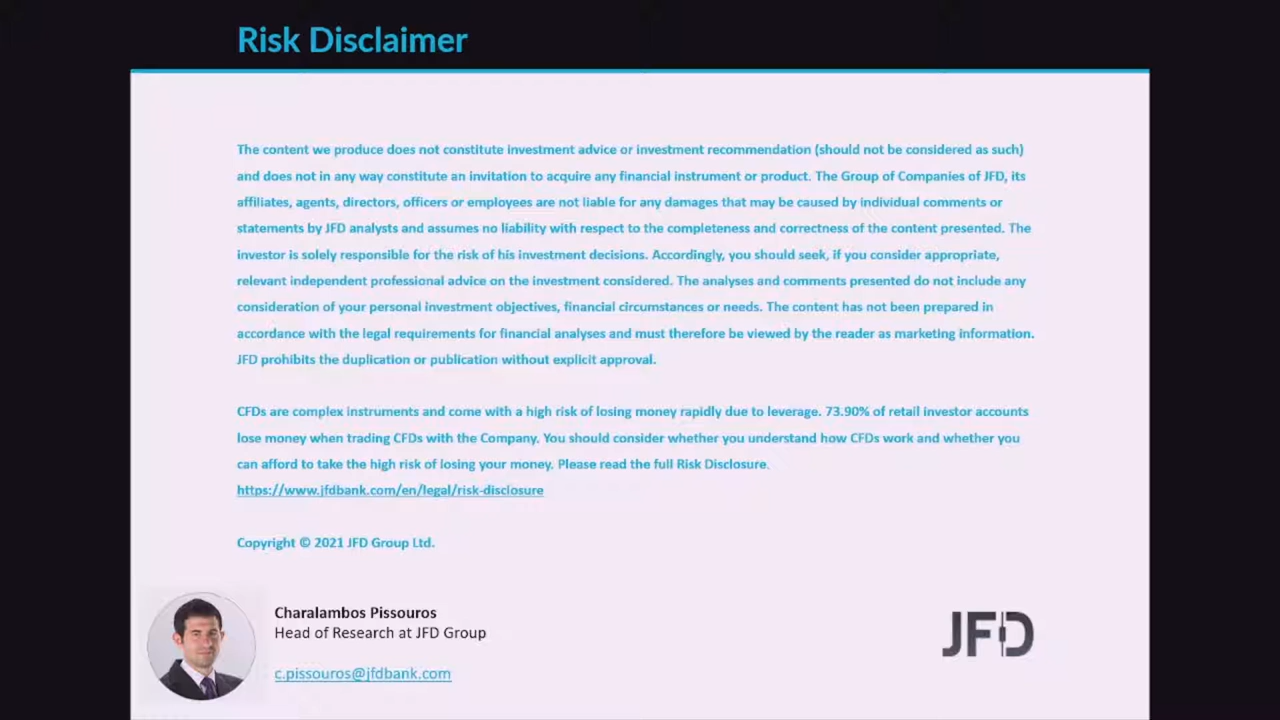 Risk Disclaimer
The content we produce does not constitute investment advice or investment recommendation (should not be considered as such)
and does not in any way constitute an invitation to acquire any financial instrument or product. The Group of Companies of JFD, its
affiliates, agents, directors, officers or employees are not liable for any damages that may be caused by individual comments or
statements by JFD analysts and assumes no liability with respect to the completeness and correctness of the content presented. The
investor is solely responsible for the risk of his investment decisions. Accordingly, you should seek, if you consider appropriate,
relevant independent professional advice on the investment considered. The analyses and comments presented do not include any
consideration of your personal investment objectives, financial circumstances or needs. The content has not been prepared in
accordance with the legal requirements for financial analyses and must therefore be viewed by the reader as marketing information.
JFD prohibits the duplication or publication without explicit approval.
CFDs are complex instruments and come with a high risk of losing money rapidly due to leverage. 73.90% of retail investor accounts
lose money when trading CFDs with the Company. You should consider whether you understand how CFDs work and whether you
can afford to take the high risk of losing your money. Please read the full Risk Disclosure.
https://www.jfdbank.com/en/legal/risk-disclosure
Copyright © 2021 JFD Group Ltd.
Charalambos Pissouros
Head of Research at JFD Group
c.pissouros@jfdbank.com
JFD